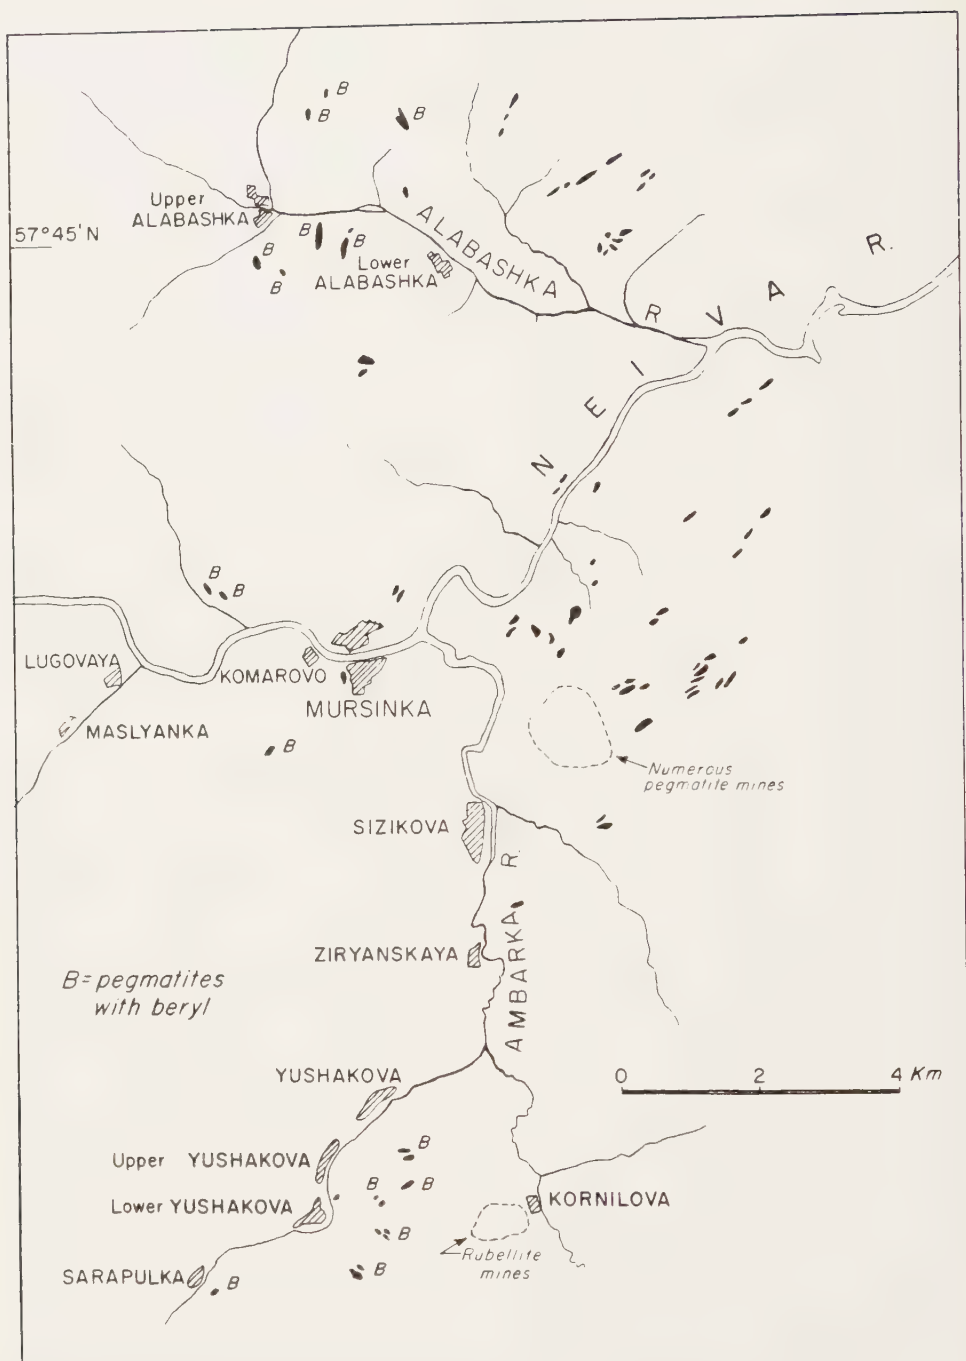 B
B
B
Upper
ALABASHKA
57°45'N
B
B
B
B
Lower
ALABASHKA
ALABASHKA R.
NEIVA R.
B
B
LUGOVAYA
KOMAROVO
MURSINKA
MASLYANKA
B
Numerous
pegmatite mines
SIZIKOVA
AMBARKA R.
ZIRYANSKAYA
B = pegmatites
with beryl
0 2 4 Km
YUSHAKOVA
B
Upper YUSHAKOVA
B
B
Lower YUSHAKOVA
KORNILOVA
B
Rubellite
mines
B
SARAPULKA
B